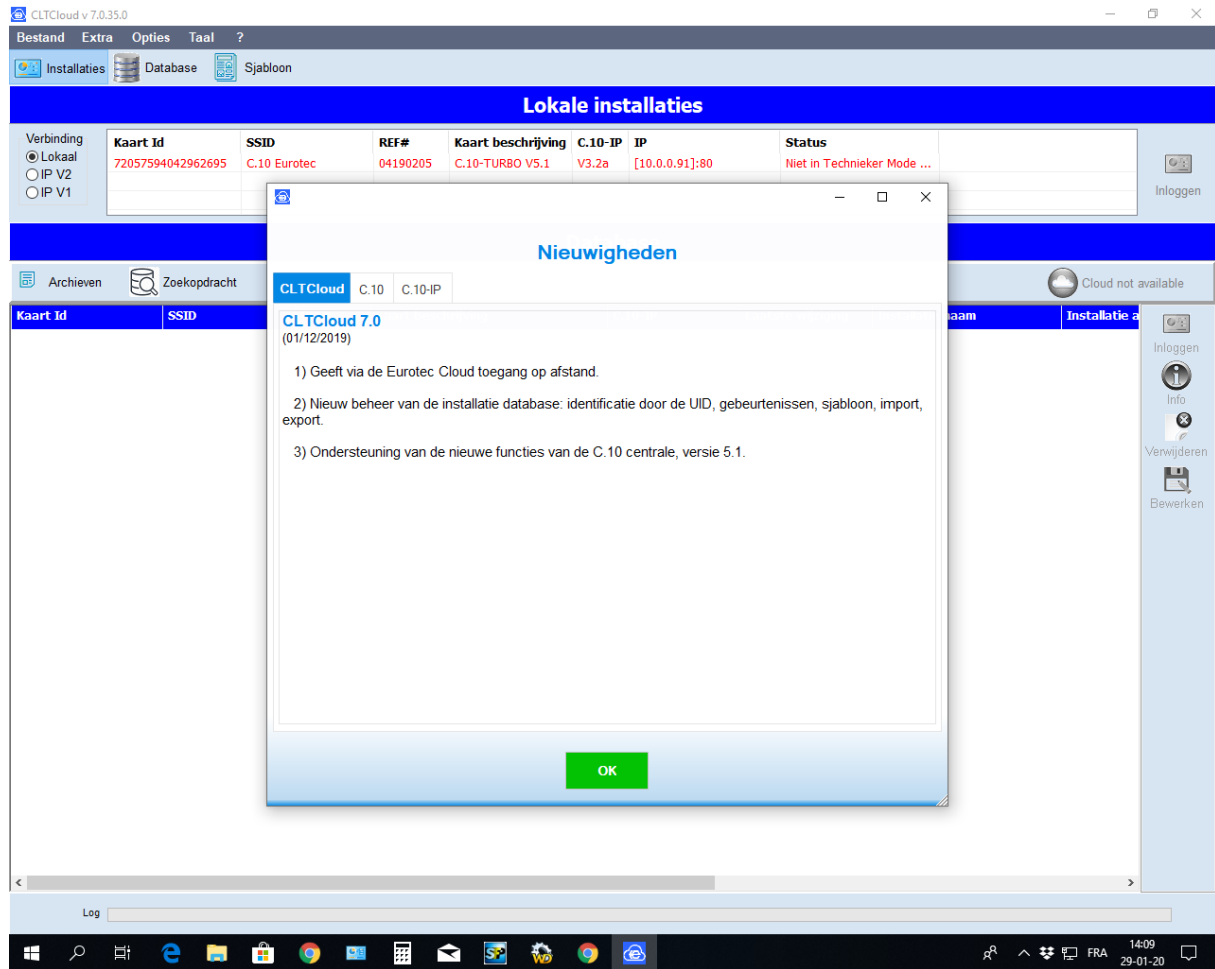 CLTCloud v 7.0.35.0
Bestand Extra Opties Taal ?
Installaties Database Sjabloon
Lokale installaties
Verbinding
Lokaal
IP V2
IP V1
Kaart Id SSID REF# Kaart beschrijving C.10-IP IP Status
72057594042962695 C.10 Eurotec 04190205 C.10-TURBO V5.1 V3.2a [10.0.0.91]:80 Niet in Technieker Mode ...
Inloggen
Archieven Zoekopdracht Cloud not available
Kaart Id SSID naam Installatie a
Inloggen
Info
Verwijderen
Bewerken
Nieuwigheden
CLTCloud C.10 C.10-IP
CLTCloud 7.0
(01/12/2019)
1) Geeft via de Eurotec Cloud toegang op afstand.
2) Nieuw beheer van de installatie database: identificatie door de UID, gebeurtenissen, sjabloon, import,
export.
3) Ondersteuning van de nieuwe functies van de C.10 centrale, versie 5.1.
OK
Log
FRA 14:09
29-01-20